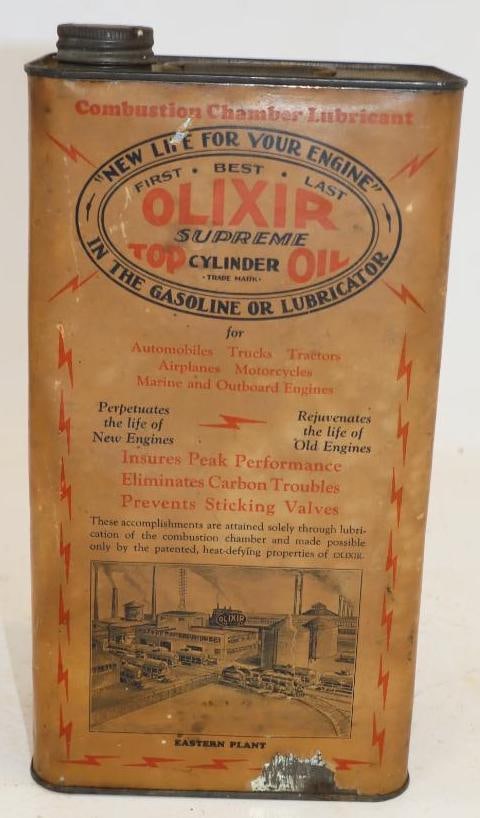 Combustion Chamber Lubricant
"NEW LIFE FOR YOUR ENGINE"
FIRST • BEST • LAST
OLIXIR
SUPREME
TOP CYLINDER OIL
• TRADE MARK •
IN THE GASOLINE OR LUBRICATOR
for
Automobiles Trucks Tractors
Airplanes Motorcycles
Marine and Outboard Engines
Perpetuates
the life of
New Engines
Rejuvenates
the life of
Old Engines
Insures Peak Performance
Eliminates Carbon Troubles
Prevents Sticking Valves
These accomplishments are attained solely through lubri-
cation of the combustion chamber and made possible
only by the patented, heat-defying properties of OLIXIR.
OLIXIR
EASTERN PLANT